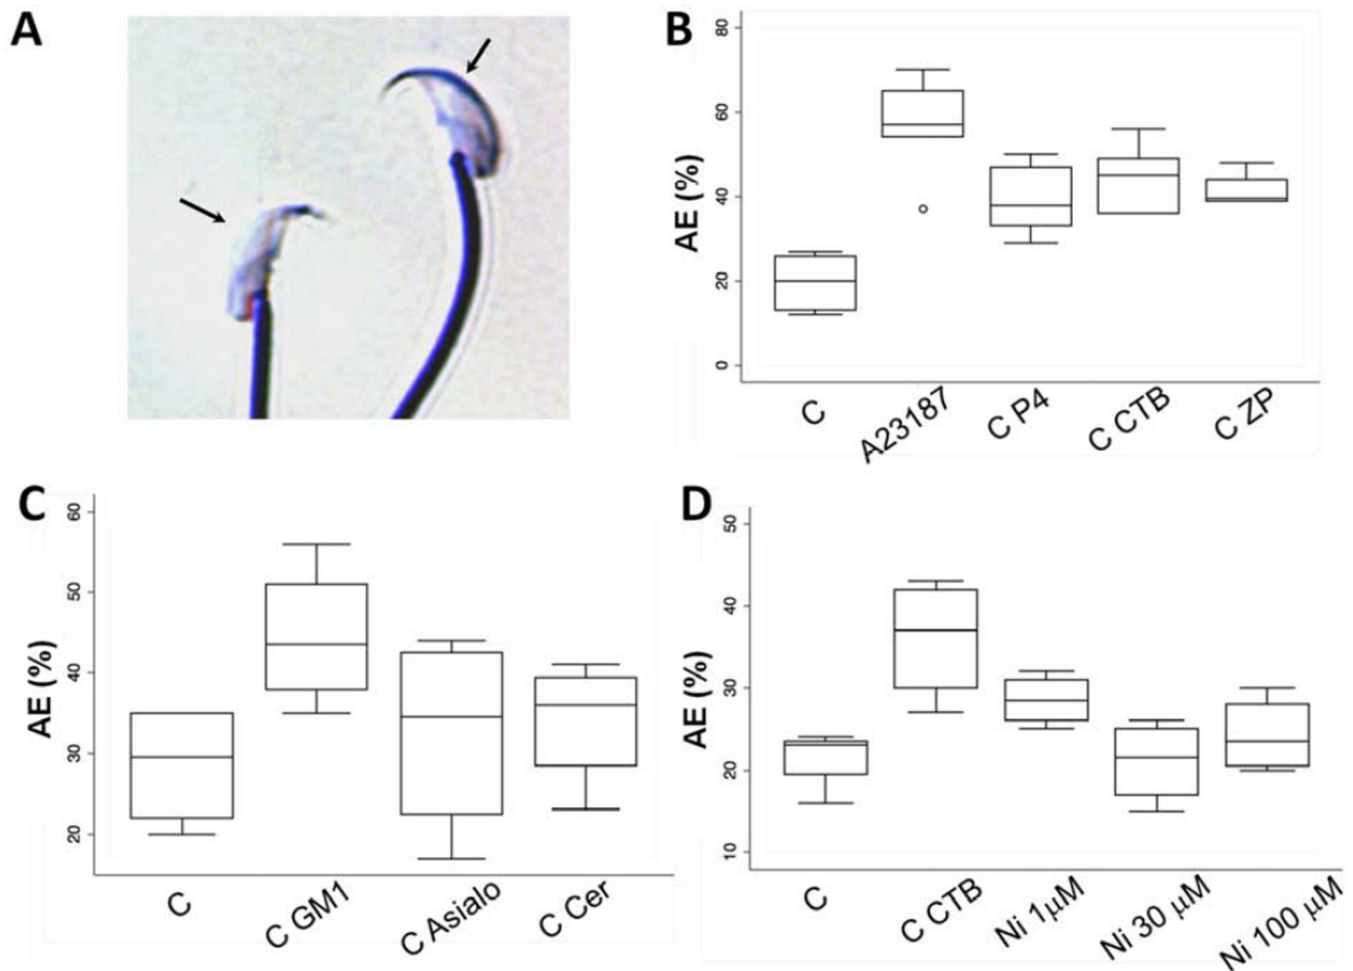 A
B
80
60
40
20
0
AE (%)
C
A23187
C P4
C CTB
C ZP
C
60
50
40
30
20
AE (%)
C
C GM1
C Asialo
C Cer
D
50
40
30
20
10
AE (%)
C
C CTB
Ni 1μM
Ni 30 μM
Ni 100 μM